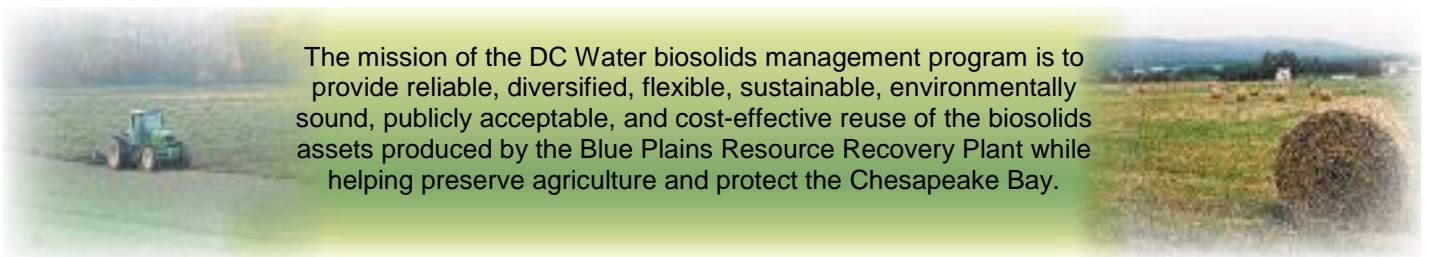 The mission of the DC Water biosolids management program is to
provide reliable, diversified, flexible, sustainable, environmentally
sound, publicly acceptable, and cost-effective reuse of the biosolids
assets produced by the Blue Plains Resource Recovery Plant while
helping preserve agriculture and protect the Chesapeake Bay.